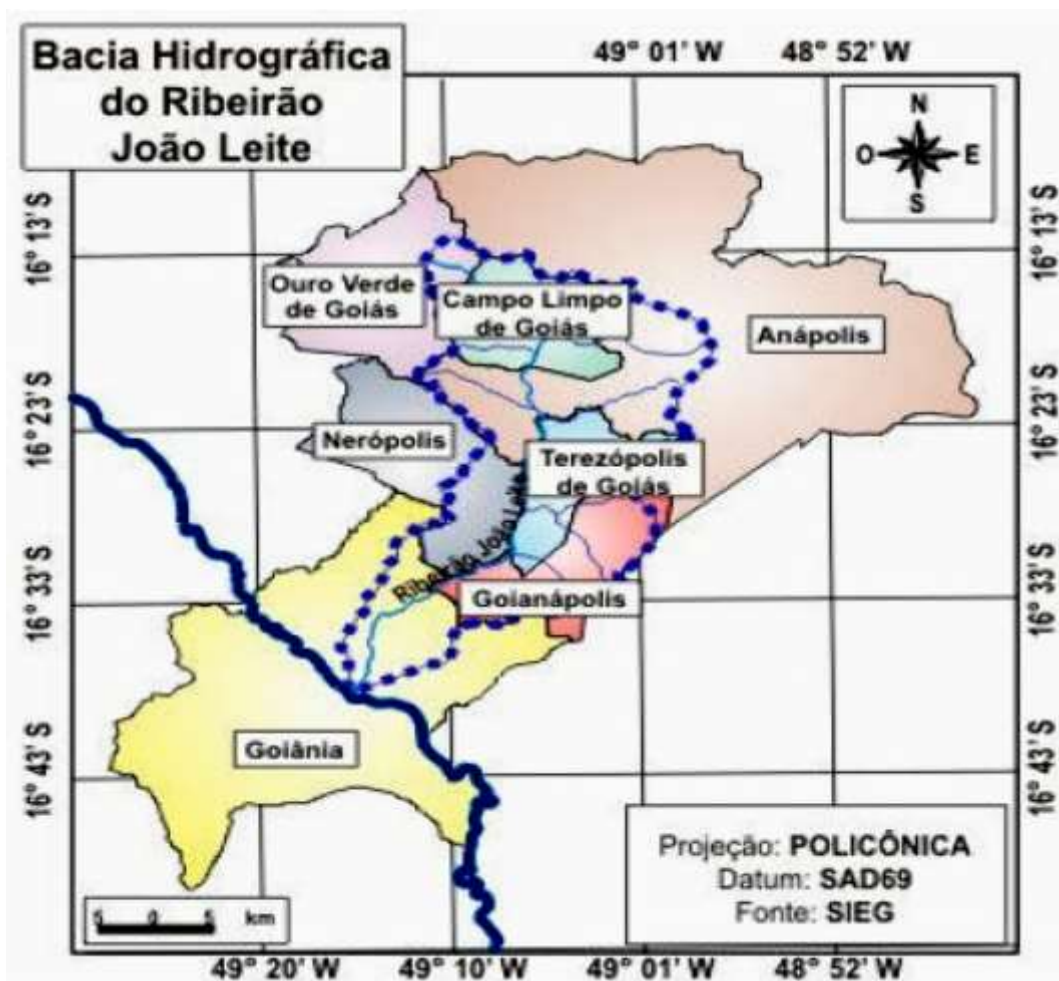 Bacia Hidrográfica
do Ribeirão
João Leite
49° 01' W
48° 52' W
N
O
E
S
16° 13' S
16° 13' S
Ouro Verde
de Goiás
Campo Limpo
de Goiás
Anápolis
16° 23' S
16° 23' S
Nerópolis
Terezópolis
de Goiás
Ribeirão João Leite
16° 33' S
16° 33' S
Goianápolis
Goiânia
16° 43' S
16° 43' S
Projeção: POLICÔNICA
Datum: SAD69
Fonte: SIEG
5 0 5 km
49° 20' W
49° 10' W
49° 01' W
48° 52' W